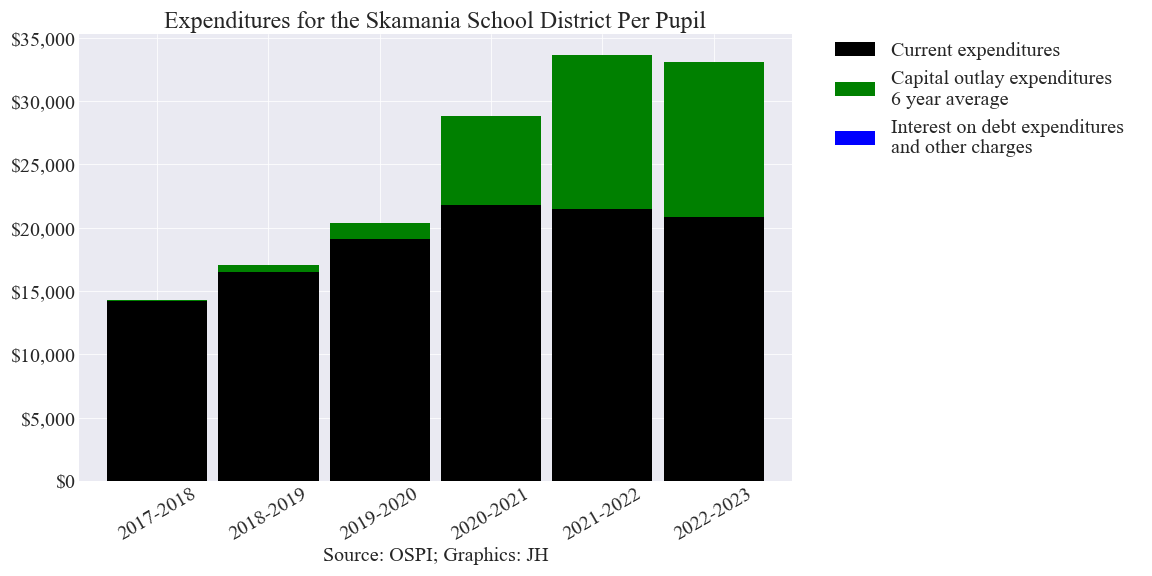 Expenditures for the Skamania School District Per Pupil
$35,000
$30,000
$25,000
$20,000
$15,000
$10,000
$5,000
$0
2017-2018
2018-2019
2019-2020
2020-2021
2021-2022
2022-2023
Source: OSPI; Graphics: JH
Current expenditures
Capital outlay expenditures
6 year average
Interest on debt expenditures
and other charges